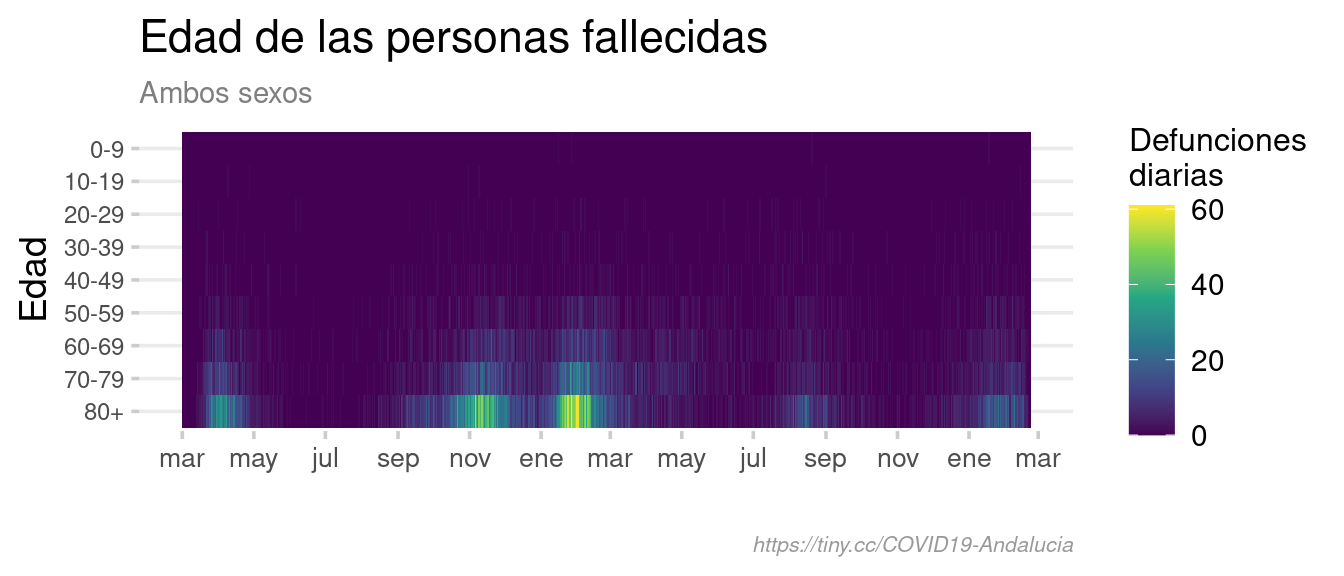 Edad de las personas fallecidas
Ambos sexos
Edad
0-9
10-19
20-29
30-39
40-49
50-59
60-69
70-79
80+
mar may jul sep nov ene mar may jul sep nov ene mar
Defunciones
diarias
60
40
20
0
https://tiny.cc/COVID19-Andalucia